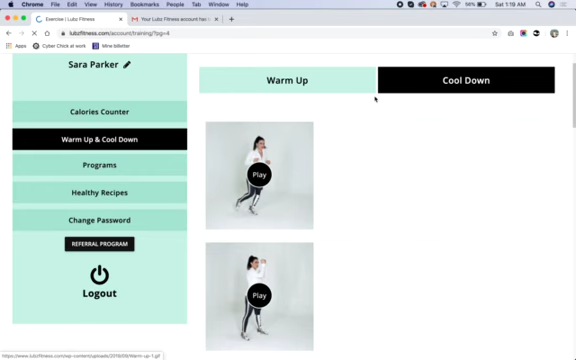 Chrome File Edit View History Bookmarks People Tab Window Help
58%
Sat 1:19 AM
Exercise | Lubz Fitness
Your Lubz Fitness account has
lubzfitness.com/account/training/?pg=4
Apps
Cyber Chick at work
Mine billetter
Sara Parker
Calories Counter
Warm Up & Cool Down
Programs
Healthy Recipes
Change Password
REFERRAL PROGRAM
Logout
Warm Up
Cool Down
Play
Play
https://www.lubzfitness.com/wp-content/uploads/2019/09/Warm-up-1.gif